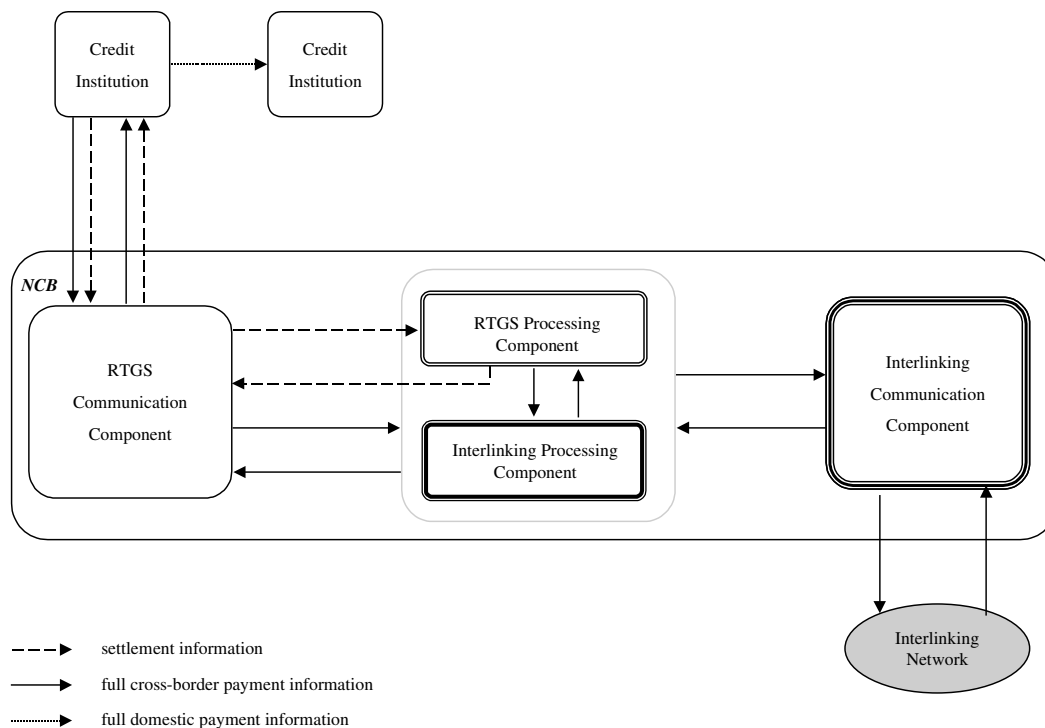 Credit
Institution
Credit
Institution
NCB
RTGS
Communication
Component
RTGS Processing
Component
Interlinking Processing
Component
Interlinking
Communication
Component
Interlinking
Network
settlement information
full cross-border payment information
full domestic payment information